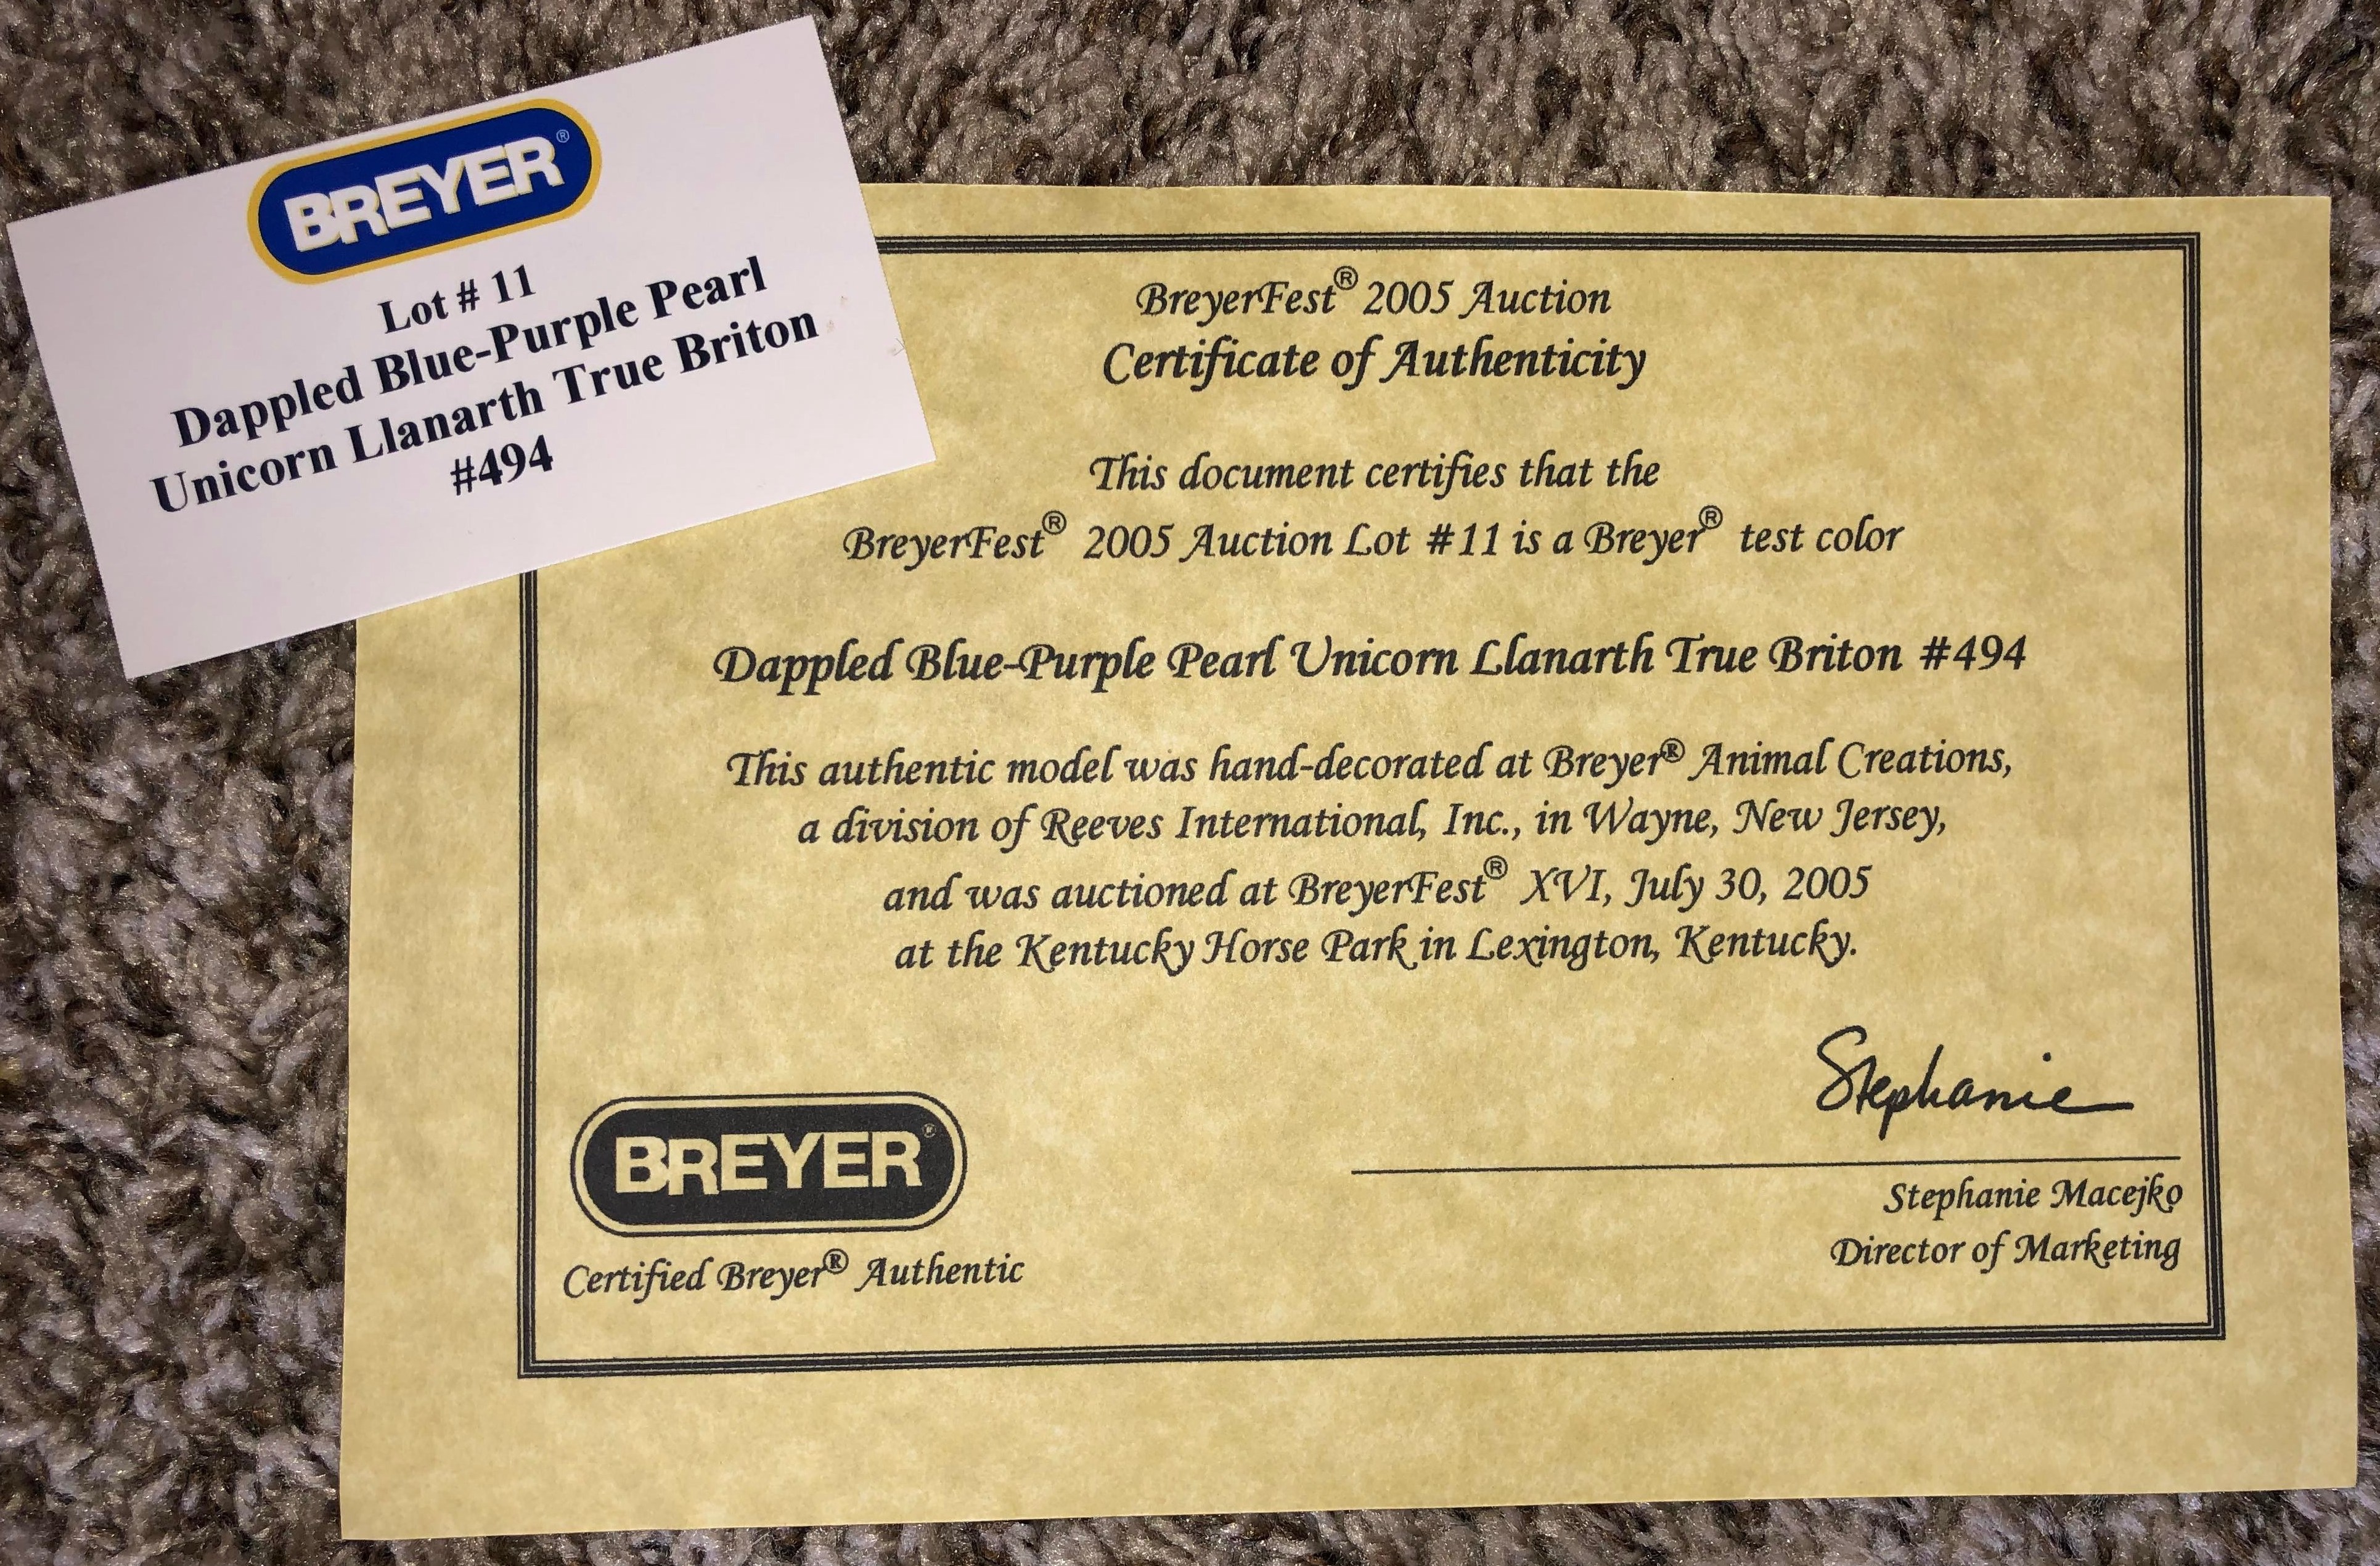 BREYER®
Lot # 11
Dappled Blue-Purple Pearl
Unicorn Llanarth True Briton
#494
BreyerFest® 2005 Auction
Certificate of Authenticity
This document certifies that the
BreyerFest® 2005 Auction Lot #11 is a Breyer® test color
Dappled Blue-Purple Pearl Unicorn Llanarth True Briton #494
This authentic model was hand-decorated at Breyer® Animal Creations,
a division of Reeves International, Inc., in Wayne, New Jersey,
and was auctioned at BreyerFest® XVI, July 30, 2005
at the Kentucky Horse Park in Lexington, Kentucky.
Stephanie
Stephanie Macejko
Director of Marketing
BREYER®
Certified Breyer® Authentic